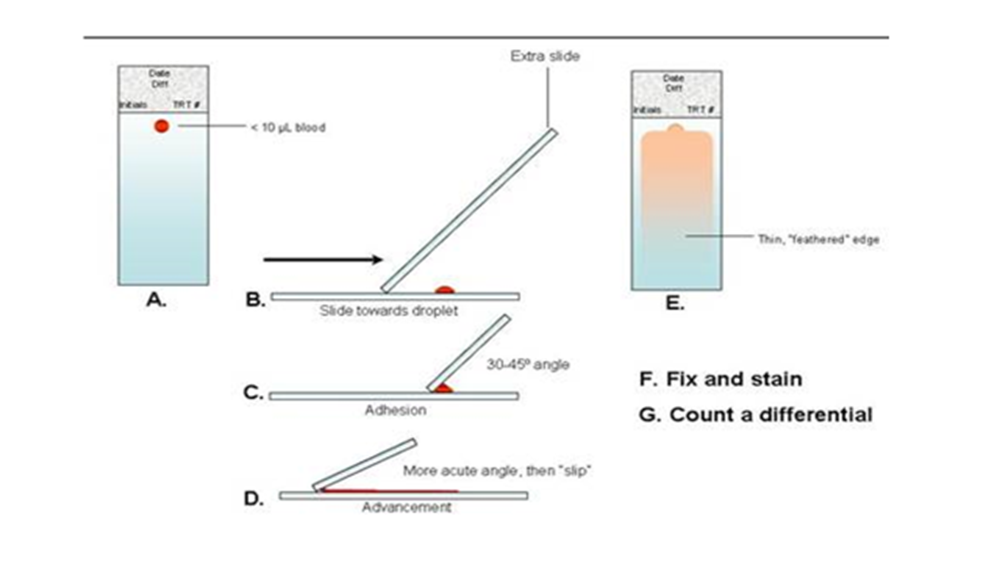 Date
Diff
Initials TRT #
< 10 µL blood
A.
Extra slide
B.
Slide towards droplet
C.
30-45º angle
Adhesion
D.
More acute angle, then "slip"
Advancement
Date
Diff
Initials TRT #
Thin, "feathered" edge
E.
F. Fix and stain
G. Count a differential